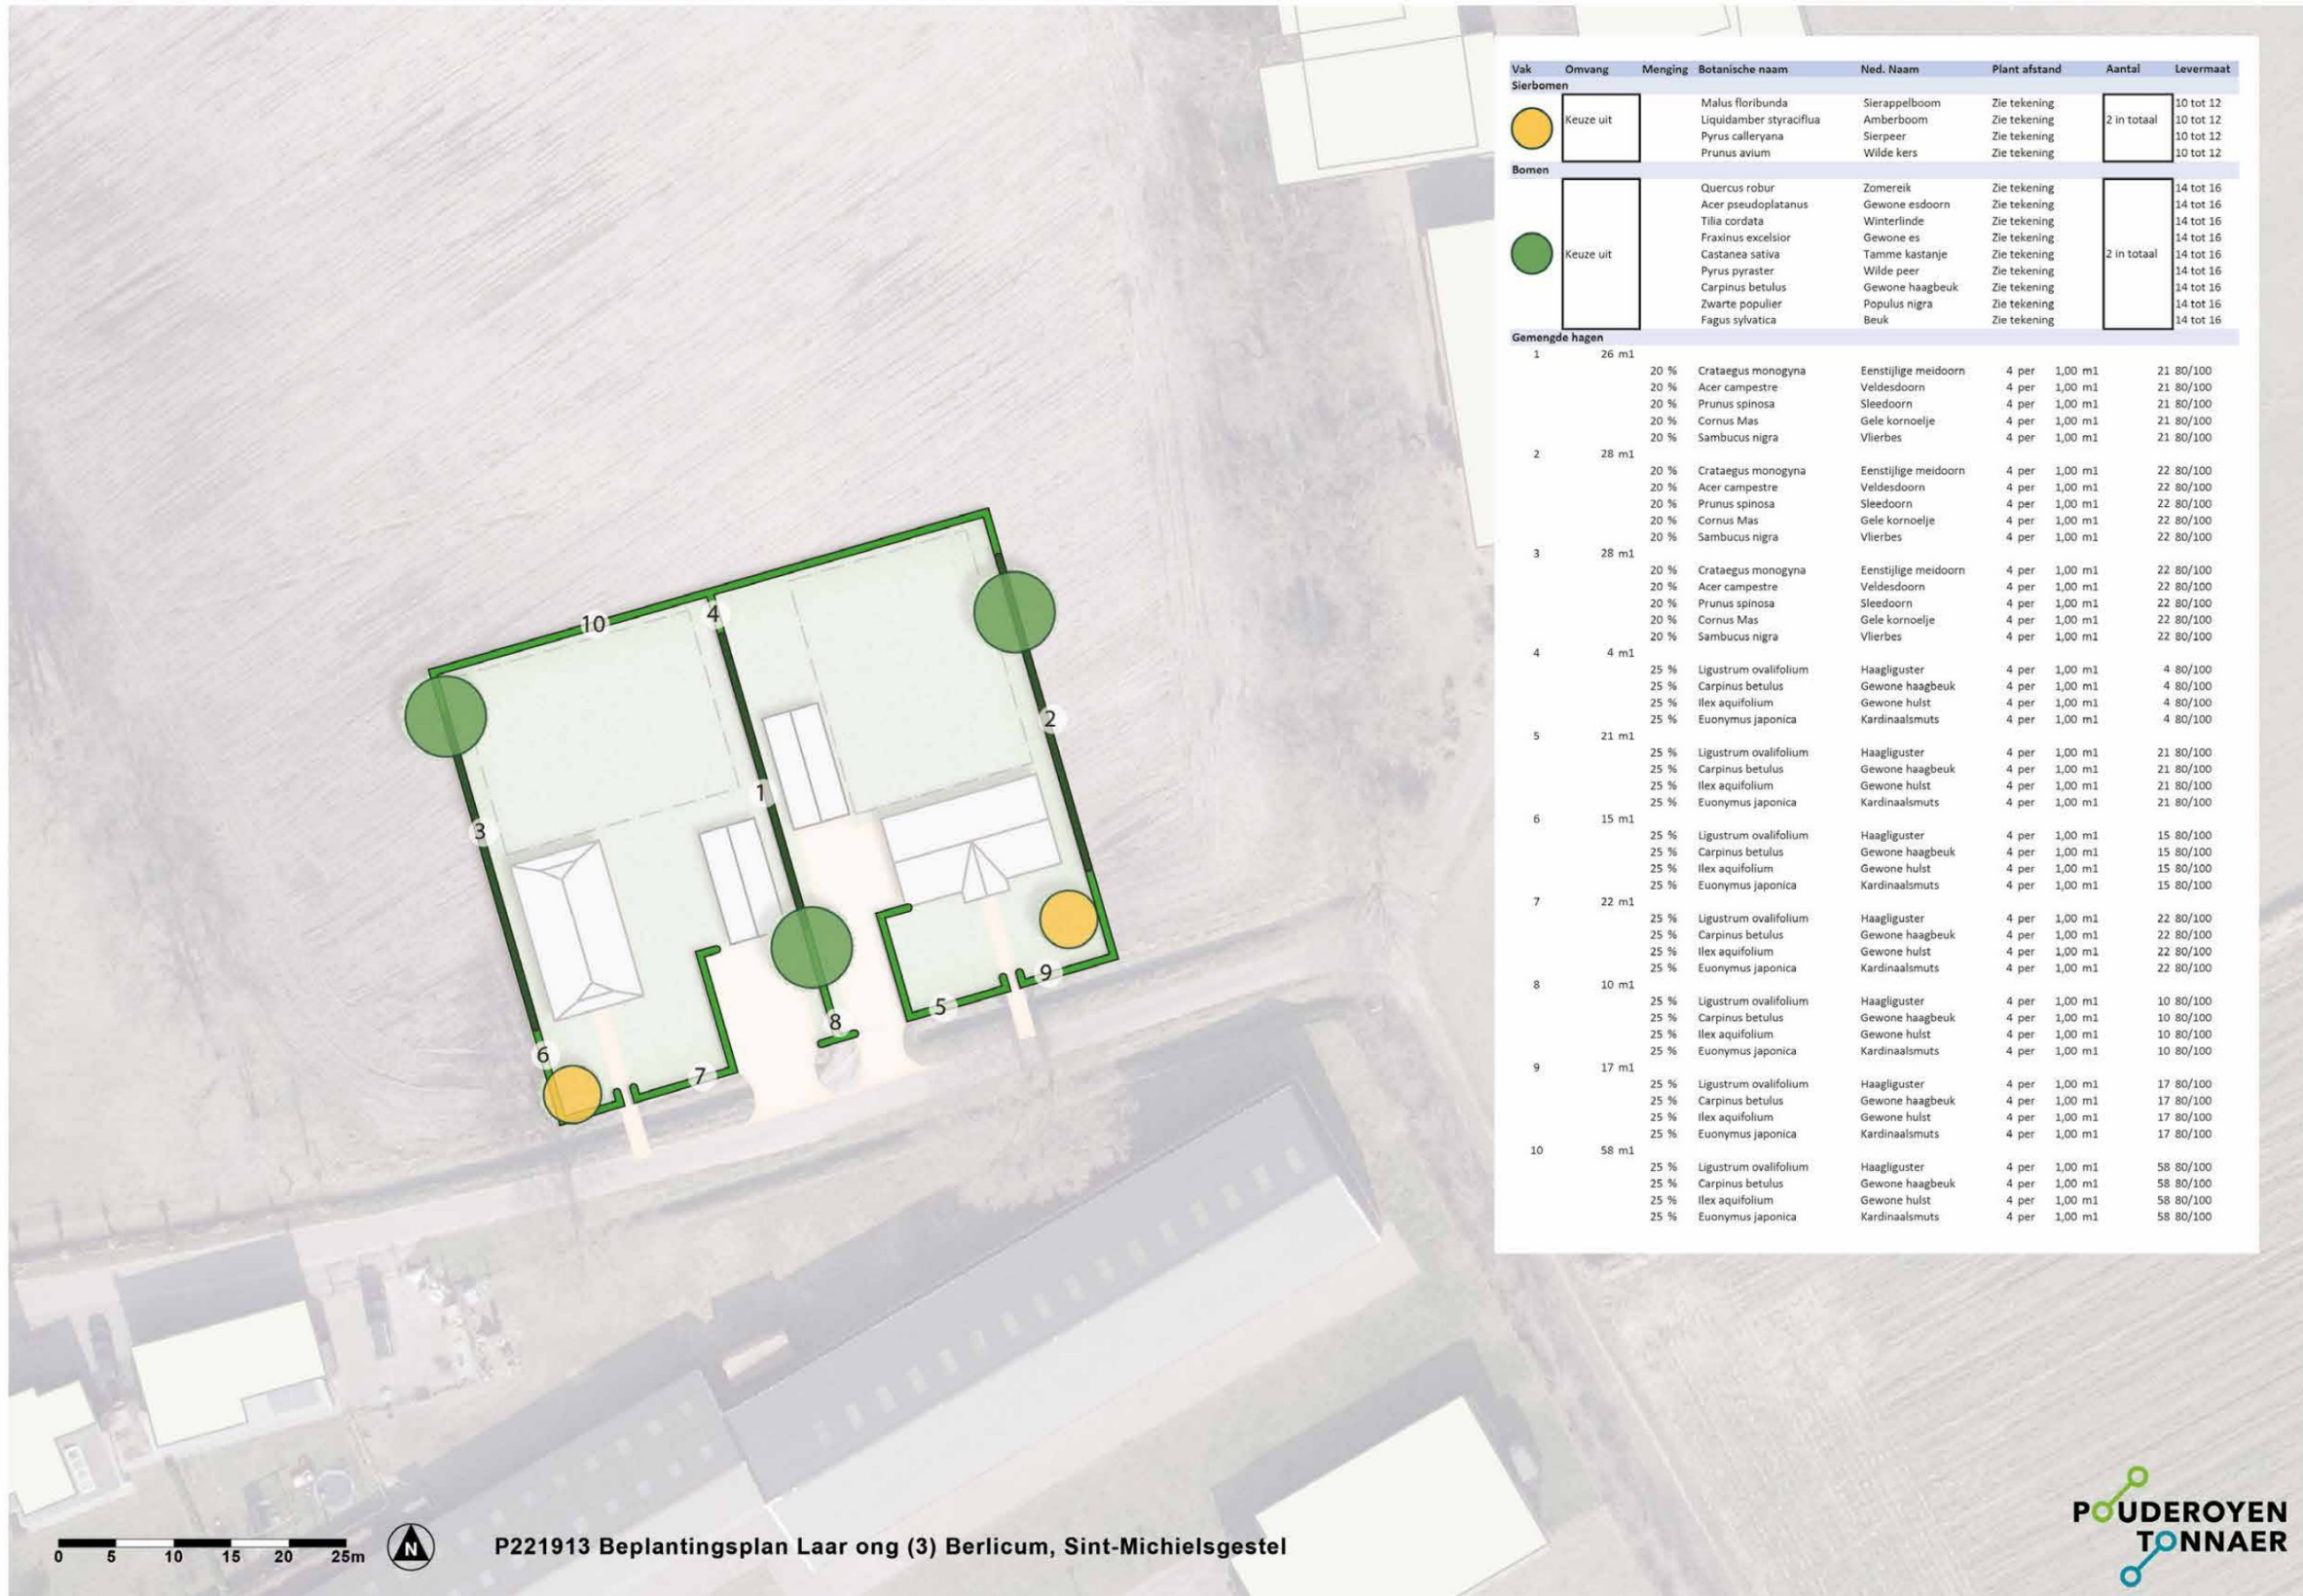 Vak Omvang Menging Botanische naam Ned. Naam Plant afstand Aantal Levermaat
Sierbomen
Malus floribunda Sierappelboom Zie tekening 10 tot 12
Keuze uit Liquidamber styraciflua Amberboom Zie tekening 2 in totaal 10 tot 12
Pyrus calleryana Sierpeer Zie tekening 10 tot 12
Prunus avium Wilde kers Zie tekening 10 tot 12
Bomen
Quercus robur Zomereik Zie tekening 14 tot 16
Acer pseudoplatanus Gewone esdoorn Zie tekening 14 tot 16
Tilia cordata Winterlinde Zie tekening 14 tot 16
Fraxinus excelsior Gewone es Zie tekening 14 tot 16
Keuze uit Castanea sativa Tamme kastanje Zie tekening 2 in totaal 14 tot 16
Pyrus pyraster Wilde peer Zie tekening 14 tot 16
Carpinus betulus Gewone haagbeuk Zie tekening 14 tot 16
Zwarte populier Populus nigra Zie tekening 14 tot 16
Fagus sylvatica Beuk Zie tekening 14 tot 16
Gemengde hagen
1 26 m1
20 % Crataegus monogyna Eenstijlige meidoorn 4 per 1,00 m1 21 80/100
20 % Acer campestre Veldesdoorn 4 per 1,00 m1 21 80/100
20 % Prunus spinosa Sleedoorn 4 per 1,00 m1 21 80/100
20 % Cornus Mas Gele kornoelje 4 per 1,00 m1 21 80/100
20 % Sambucus nigra Vlierbes 4 per 1,00 m1 21 80/100
2 28 m1
20 % Crataegus monogyna Eenstijlige meidoorn 4 per 1,00 m1 22 80/100
20 % Acer campestre Veldesdoorn 4 per 1,00 m1 22 80/100
20 % Prunus spinosa Sleedoorn 4 per 1,00 m1 22 80/100
20 % Cornus Mas Gele kornoelje 4 per 1,00 m1 22 80/100
20 % Sambucus nigra Vlierbes 4 per 1,00 m1 22 80/100
3 28 m1
20 % Crataegus monogyna Eenstijlige meidoorn 4 per 1,00 m1 22 80/100
20 % Acer campestre Veldesdoorn 4 per 1,00 m1 22 80/100
20 % Prunus spinosa Sleedoorn 4 per 1,00 m1 22 80/100
20 % Cornus Mas Gele kornoelje 4 per 1,00 m1 22 80/100
20 % Sambucus nigra Vlierbes 4 per 1,00 m1 22 80/100
4 4 m1
25 % Ligustrum ovalifolium Haagliguster 4 per 1,00 m1 4 80/100
25 % Carpinus betulus Gewone haagbeuk 4 per 1,00 m1 4 80/100
25 % Ilex aquifolium Gewone hulst 4 per 1,00 m1 4 80/100
25 % Euonymus japonica Kardinaalsmuts 4 per 1,00 m1 4 80/100
5 21 m1
25 % Ligustrum ovalifolium Haagliguster 4 per 1,00 m1 21 80/100
25 % Carpinus betulus Gewone haagbeuk 4 per 1,00 m1 21 80/100
25 % Ilex aquifolium Gewone hulst 4 per 1,00 m1 21 80/100
25 % Euonymus japonica Kardinaalsmuts 4 per 1,00 m1 21 80/100
6 15 m1
25 % Ligustrum ovalifolium Haagliguster 4 per 1,00 m1 15 80/100
25 % Carpinus betulus Gewone haagbeuk 4 per 1,00 m1 15 80/100
25 % Ilex aquifolium Gewone hulst 4 per 1,00 m1 15 80/100
25 % Euonymus japonica Kardinaalsmuts 4 per 1,00 m1 15 80/100
7 22 m1
25 % Ligustrum ovalifolium Haagliguster 4 per 1,00 m1 22 80/100
25 % Carpinus betulus Gewone haagbeuk 4 per 1,00 m1 22 80/100
25 % Ilex aquifolium Gewone hulst 4 per 1,00 m1 22 80/100
25 % Euonymus japonica Kardinaalsmuts 4 per 1,00 m1 22 80/100
8 10 m1
25 % Ligustrum ovalifolium Haagliguster 4 per 1,00 m1 10 80/100
25 % Carpinus betulus Gewone haagbeuk 4 per 1,00 m1 10 80/100
25 % Ilex aquifolium Gewone hulst 4 per 1,00 m1 10 80/100
25 % Euonymus japonica Kardinaalsmuts 4 per 1,00 m1 10 80/100
9 17 m1
25 % Ligustrum ovalifolium Haagliguster 4 per 1,00 m1 17 80/100
25 % Carpinus betulus Gewone haagbeuk 4 per 1,00 m1 17 80/100
25 % Ilex aquifolium Gewone hulst 4 per 1,00 m1 17 80/100
25 % Euonymus japonica Kardinaalsmuts 4 per 1,00 m1 17 80/100
10 58 m1
25 % Ligustrum ovalifolium Haagliguster 4 per 1,00 m1 58 80/100
25 % Carpinus betulus Gewone haagbeuk 4 per 1,00 m1 58 80/100
25 % Ilex aquifolium Gewone hulst 4 per 1,00 m1 58 80/100
25 % Euonymus japonica Kardinaalsmuts 4 per 1,00 m1 58 80/100
10
4
2
1
3
9
5
8
6
7
0 5 10 15 20 25m
N
P221913 Beplantingsplan Laar ong (3) Berlicum, Sint-Michielsgestel
POUDEROYEN
TONNAER